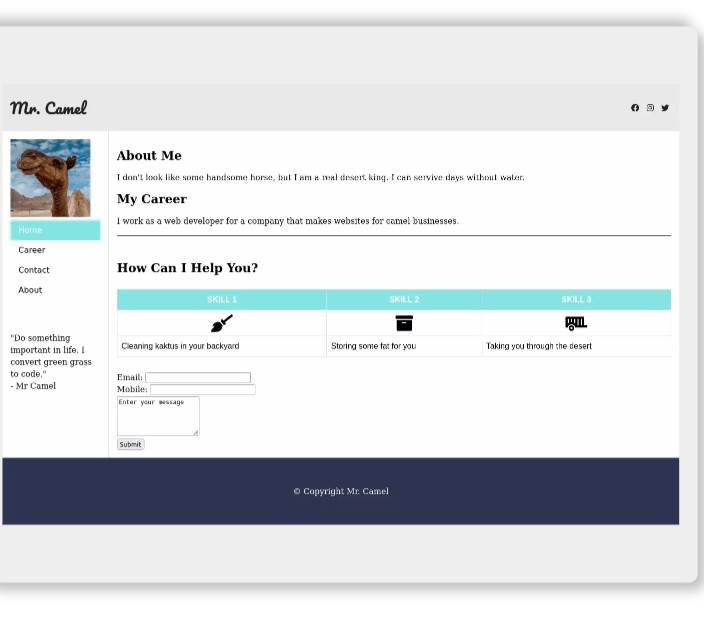 Mr. Camel
Home
Career
Contact
About
"Do something
important in life. I
convert green grass
to code."
- Mr Camel
About Me
I don't look like some handsome horse, but I am a real desert king. I can servive days without water.
My Career
I work as a web developer for a company that makes websites for camel businesses.
How Can I Help You?
SKILL 1 SKILL 2 SKILL 3
Cleaning kaktus in your backyard Storing some fat for you Taking you through the desert
Email:
Mobile:
Enter your message
Submit
© Copyright Mr. Camel